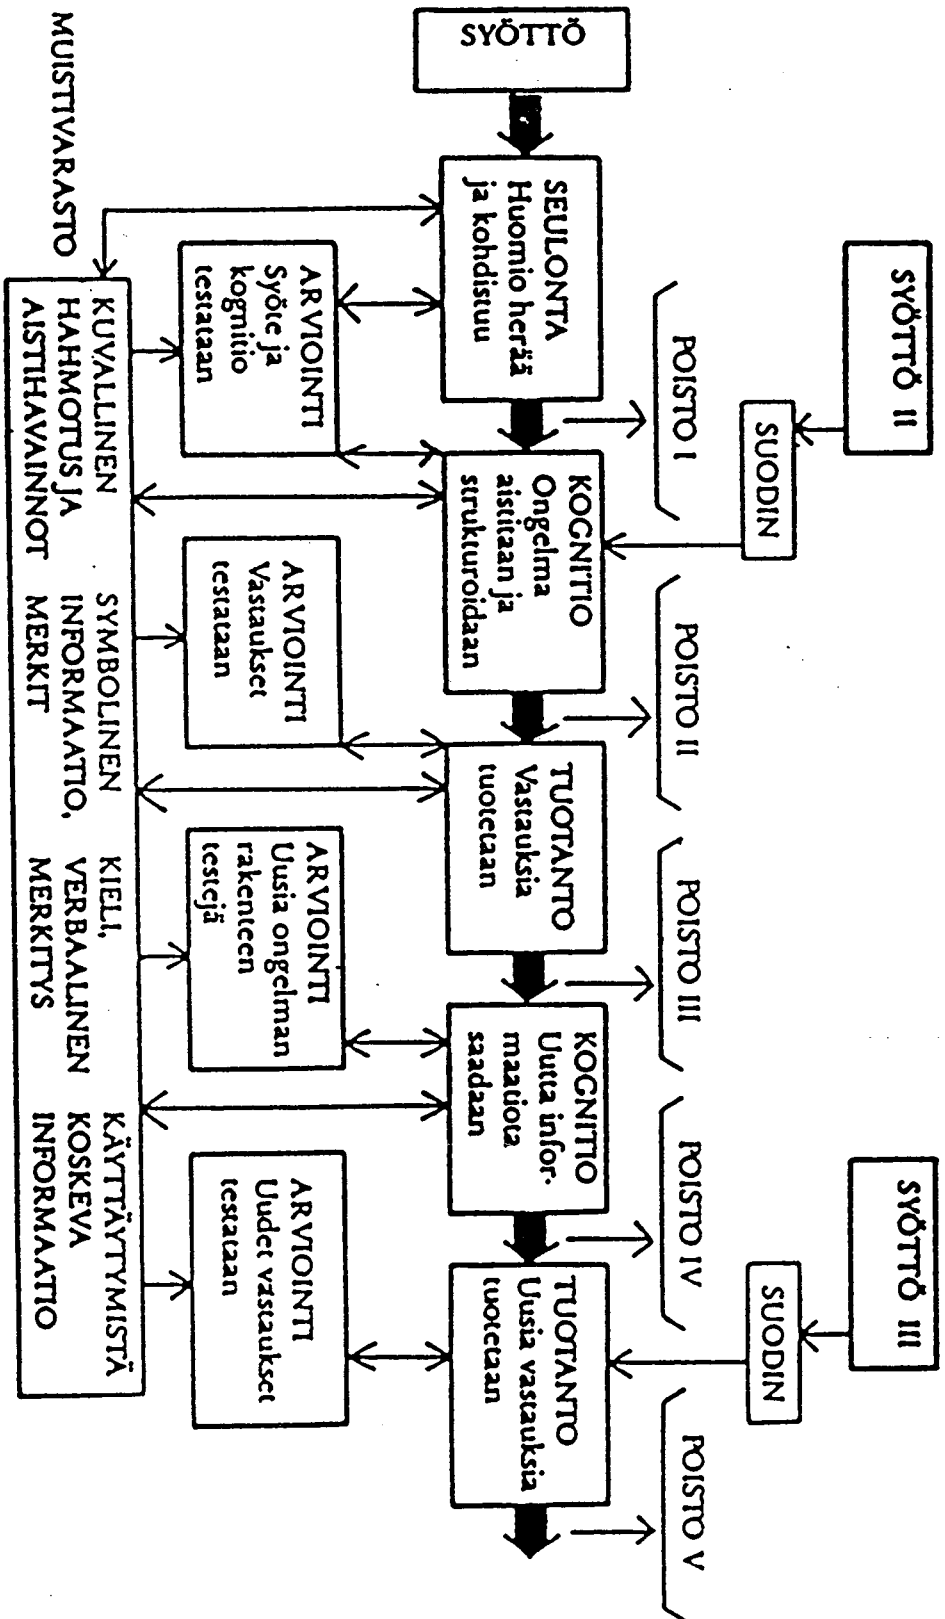 SYÖTTÖ II
SYÖTTÖ III
SUODIN
SUODIN
POISTO I
POISTO II
POISTO III
POISTO IV
POISTO V
SYÖTTÖ
SEULONTA
Huomio herää
ja kohdistuu
KOGNITIO
Ongelma
aistitaan ja
strukturoidaan
TUOTANTO
Vastauksia
tuotetaan
KOGNITIO
Uutta infor-
maatiota
saadaan
TUOTANTO
Uusia vastauksia
tuotetaan
ARVIOINTI
Syöte ja
kognitio
testataan
ARVIOINTI
Vastaukset
testataan
ARVIOINTI
Uusia ongelman
rakenteen
testejä
ARVIOINTI
Uudet vastaukset
testataan
MUISTIVARASTO
KUVALLINEN
HAHMOTUS JA
AISTIHAVAINNOT
SYMBOLINEN
INFORMAATIO,
MERKIT
KIELI,
VERBAALINEN
MERKITYS
KÄYTTÄYTYMISTÄ
KOSKEVA
INFORMAATIO